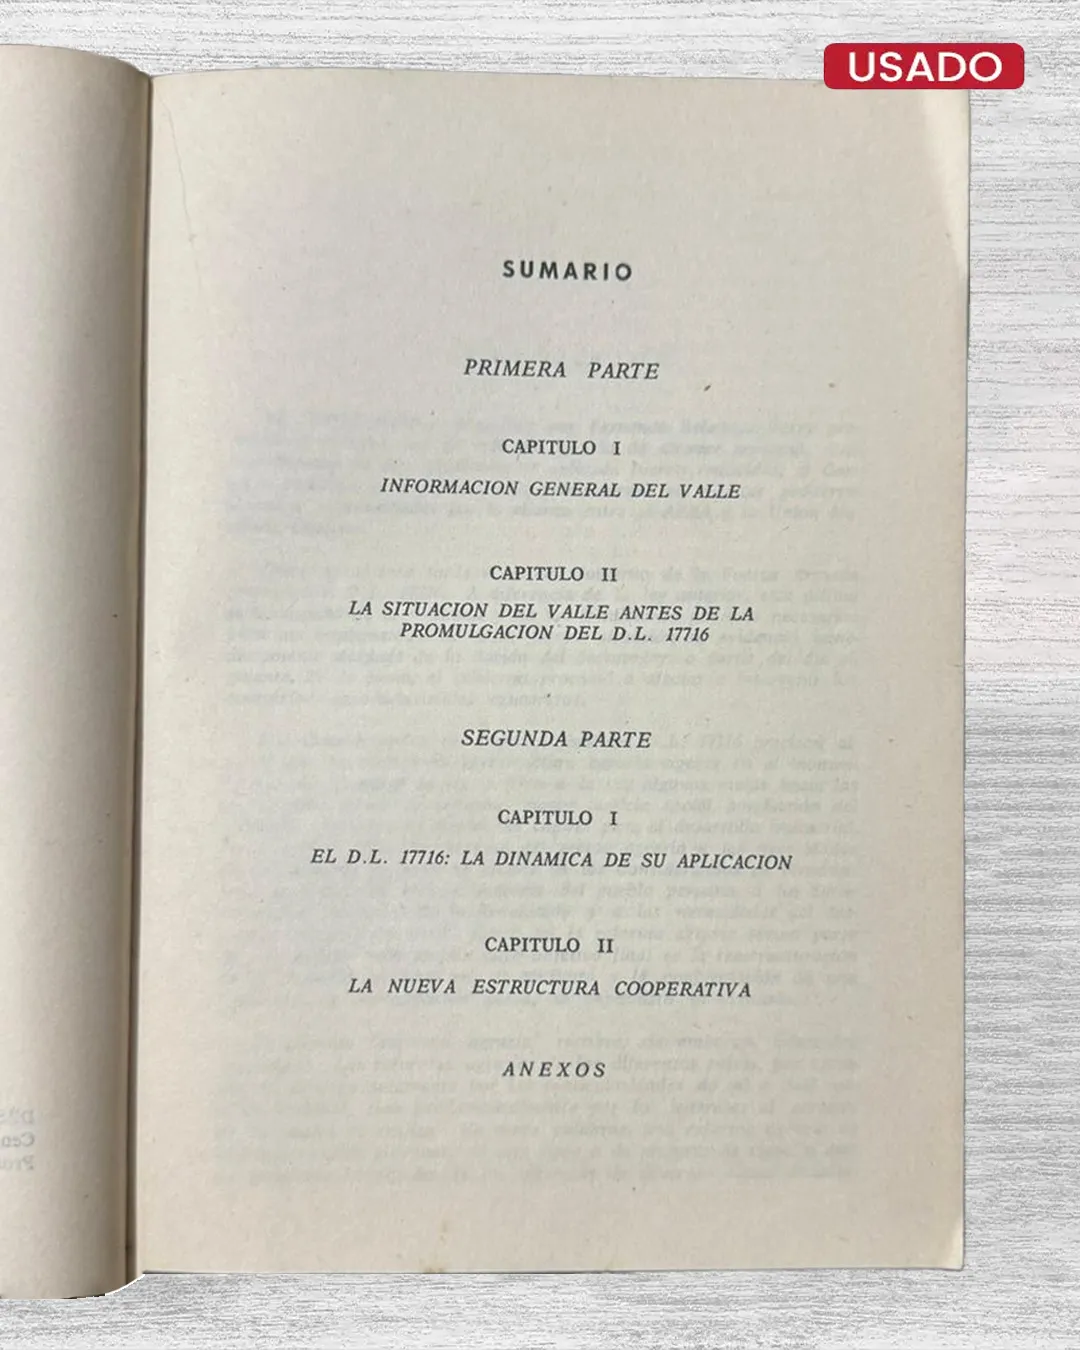 USADO
SUMARIO
PRIMERA PARTE
CAPITULO I
INFORMACION GENERAL DEL VALLE
CAPITULO II
LA SITUACION DEL VALLE ANTES DE LA
PROMULGACION DEL D.L. 17716
SEGUNDA PARTE
CAPITULO I
EL D.L. 17716: LA DINAMICA DE SU APLICACION
CAPITULO II
LA NUEVA ESTRUCTURA COOPERATIVA
ANEXOS